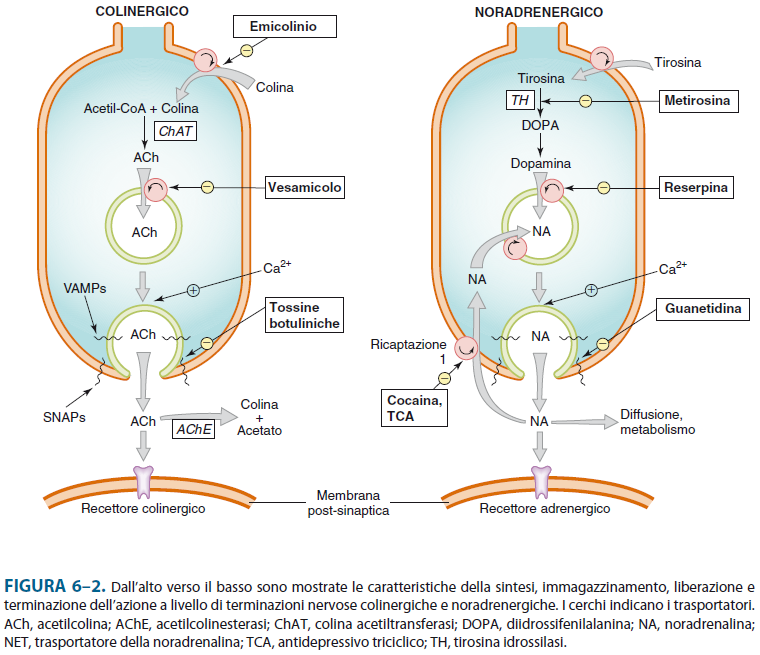 COLINERGICO
Emicolinio
Colina
Acetil-CoA + Colina
ChAT
ACh
Vesamicolo
ACh
Ca²⁺
VAMPs
Tossine
botuliniche
ACh
SNAPs
ACh
AChE
Colina
+
Acetato
Recettore colinergico
Membrana
post-sinaptica
NORADRENERGICO
Tirosina
Tirosina
TH
Metirosina
DOPA
Dopamina
Reserpina
NA
NA
Ca²⁺
Guanetidina
NA
Ricaptazione
1
Cocaina,
TCA
NA
Diffusione,
metabolismo
Recettore adrenergico
FIGURA 6–2. Dall'alto verso il basso sono mostrate le caratteristiche della sintesi, immagazzinamento, liberazione e
terminazione dell'azione a livello di terminazioni nervose colinergiche e noradrenergiche. I cerchi indicano i trasportatori.
ACh, acetilcolina; AChE, acetilcolinesterasi; ChAT, colina acetiltransferasi; DOPA, diidrossifenilalanina; NA, noradrenalina;
NET, trasportatore della noradrenalina; TCA, antidepressivo triciclico; TH, tirosina idrossilasi.